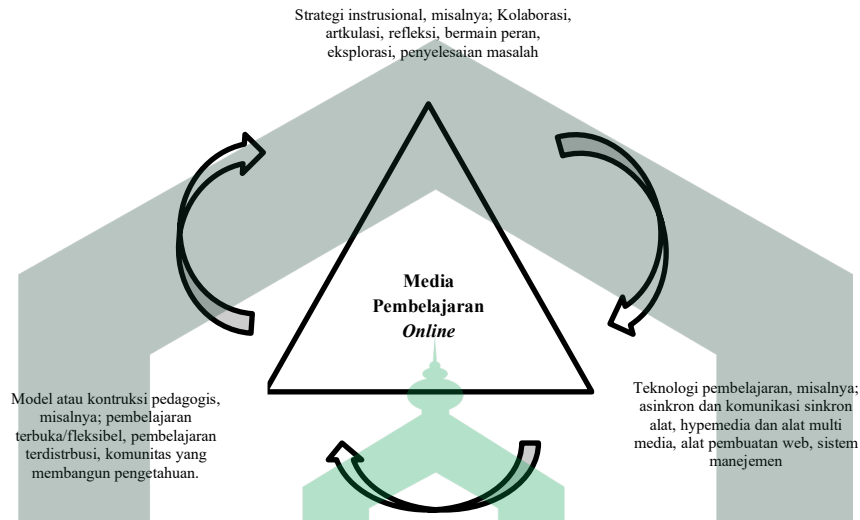 Strategi instrusional, misalnya; Kolaborasi,
artkulasi, refleksi, bermain peran,
eksplorasi, penyelesaian masalah
Media
Pembelajaran
Online
Model atau kontruksi pedagogis,
misalnya; pembelajaran
terbuka/fleksibel, pembelajaran
terdistribusi, komunitas yang
membangun pengetahuan.
Teknologi pembelajaran, misalnya;
asinkron dan komunikasi sinkron
alat, hypemedia dan alat multi
media, alat pembuatan web, sistem
manejemen